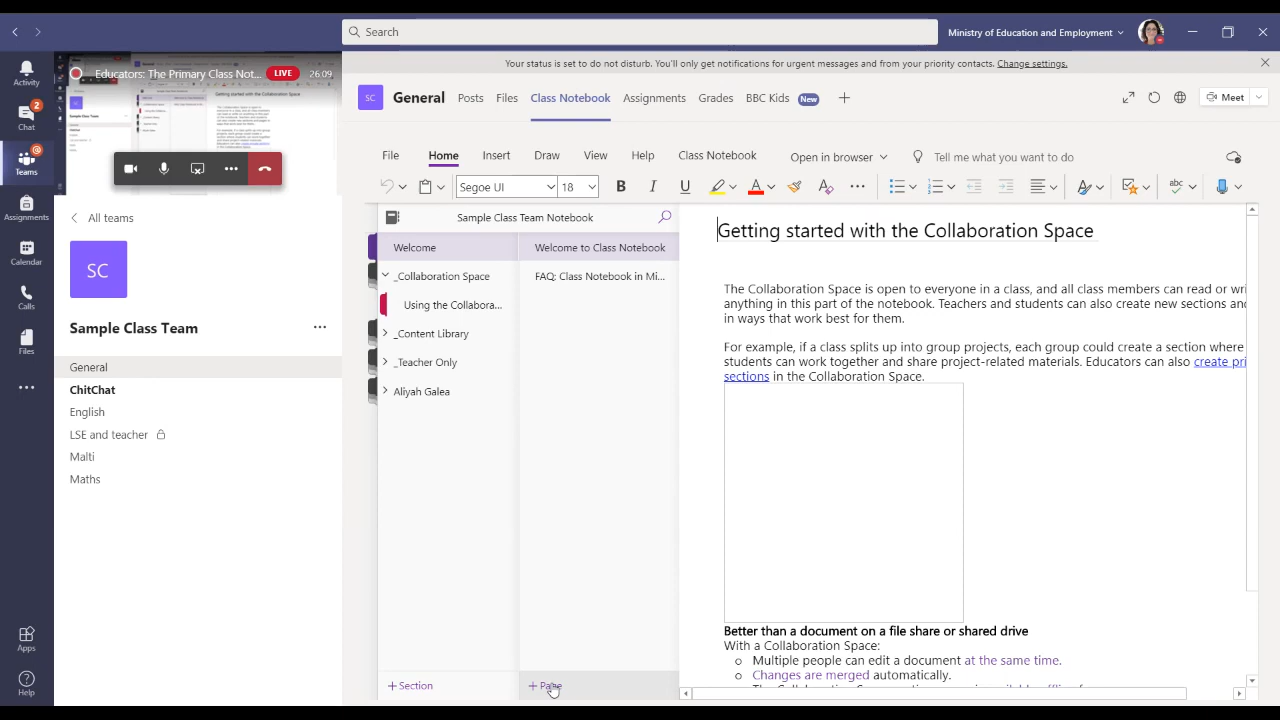 Search
Ministry of Education and Employment
Your status is set to do not disturb. You'll only get notifications for urgent messages and from your priority contacts. Change settings.
Educators: The Primary Class Not...
LIVE
26:09
SC
General
Posts
Class Notebook
Grades
Kids
New
Meet
Activity
Chat
2
Teams
Assignments
Calendar
Calls
Files
Apps
Help
All teams
SC
Sample Class Team
General
ChitChat
English
LSE and teacher
Malti
Maths
File
Home
Insert
Draw
View
Help
Class Notebook
Open in browser
Tell me what you want to do
Segoe UI
18
B
I
U
A
Sample Class Team Notebook
Welcome
_Collaboration Space
Using the Collabora...
_Content Library
_Teacher Only
Aliyah Galea
+ Section
Welcome to Class Notebook
FAQ: Class Notebook in Mi...
+ Page
Getting started with the Collaboration Space
The Collaboration Space is open to everyone in a class, and all class members can read or wri
anything in this part of the notebook. Teachers and students can also create new sections and
in ways that work best for them.
For example, if a class splits up into group projects, each group could create a section where
students can work together and share project-related materials. Educators can also create pri
sections in the Collaboration Space.
Better than a document on a file share or shared drive
With a Collaboration Space:
o Multiple people can edit a document at the same time.
o Changes are merged automatically.